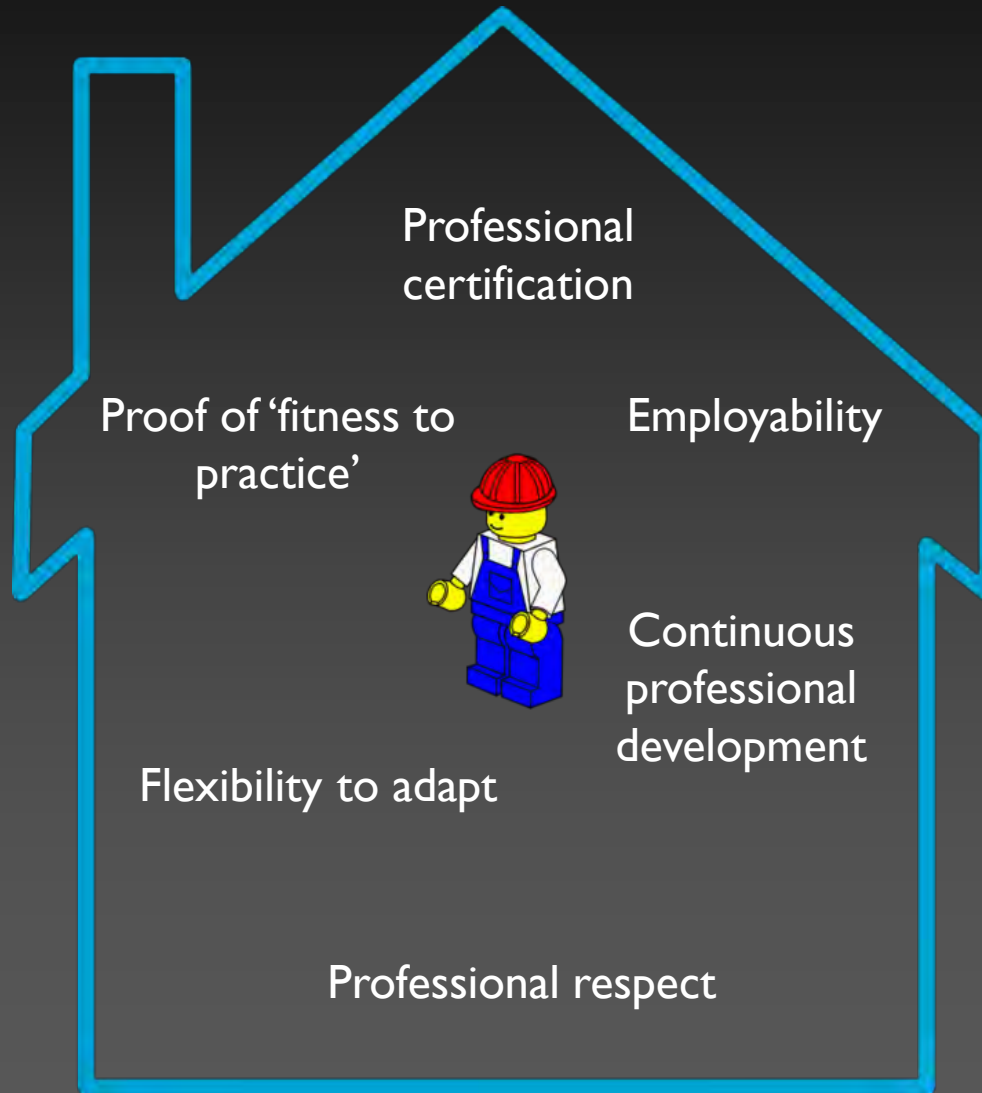 Professional
certification
Proof of ‘fitness to
practice’
Employability
Continuous
professional
development
Flexibility to adapt
Professional respect